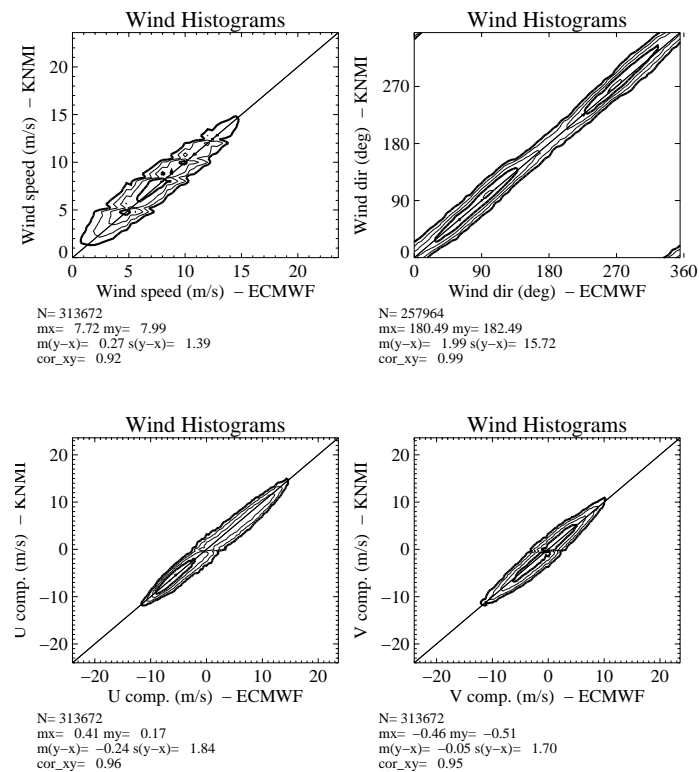 Wind Histograms
20
15
10
5
0
0 5 10 15 20
Wind speed (m/s) − KNMI
Wind speed (m/s) − ECMWF
N= 313672
mx= 7.72 my= 7.99
m(y−x)= 0.27 s(y−x)= 1.39
cor_xy= 0.92
Wind Histograms
270
180
90
0
0 90 180 270 360
Wind dir (deg) − KNMI
Wind dir (deg) − ECMWF
N= 257964
mx= 180.49 my= 182.49
m(y−x)= 1.99 s(y−x)= 15.72
cor_xy= 0.99
Wind Histograms
20
10
0
−10
−20
−20 −10 0 10 20
U comp. (m/s) − KNMI
U comp. (m/s) − ECMWF
N= 313672
mx= 0.41 my= 0.17
m(y−x)= −0.24 s(y−x)= 1.84
cor_xy= 0.96
Wind Histograms
20
10
0
−10
−20
−20 −10 0 10 20
V comp. (m/s) − KNMI
V comp. (m/s) − ECMWF
N= 313672
mx= −0.46 my= −0.51
m(y−x)= −0.05 s(y−x)= 1.70
cor_xy= 0.95